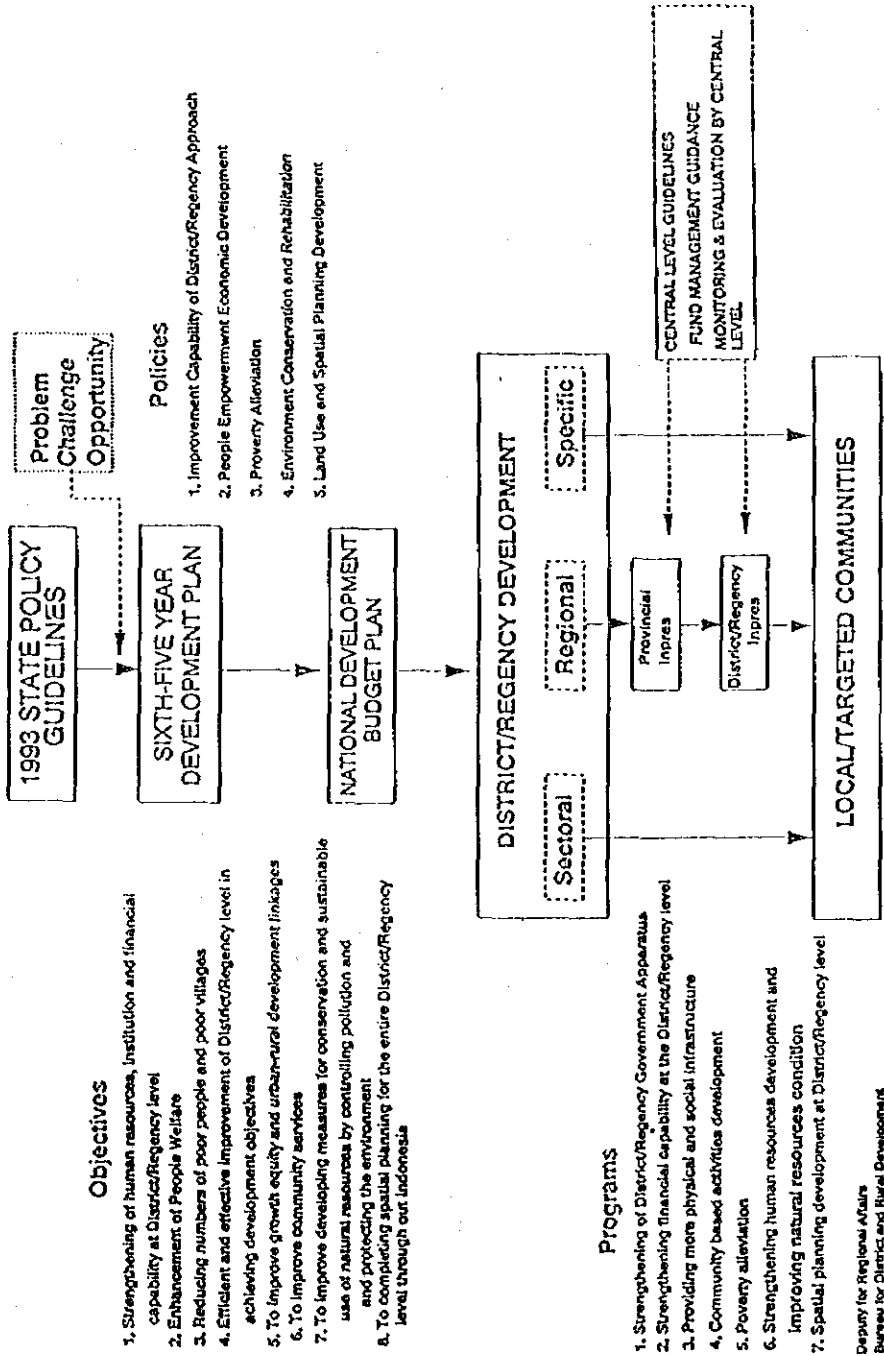 1993 STATE POLICY
GUIDELINES
Problem
Challenge
Opportunity
SIXTH-FIVE YEAR
DEVELOPMENT PLAN
NATIONAL DEVELOPMENT
BUDGET PLAN
Objectives
1. Strengthening of human resources, institution and financial
capability at District/Regency level
2. Enhancement of People Welfare
3. Reducing numbers of poor people and poor villages
4. Efficient and effective improvement of District/Regency level in
achieving development objectives
5. To improve growth equity and urban-rural development linkages
6. To improve community services
7. To improve developing measures for conservation and sustainable
use of natural resources by controlling pollution and
and protecting the environment
8. To completing spatial planning for the entire District/Regency
level through out Indonesia
Policies
1. Improvement Capability of District/Regency Approach
2. People Empowermwnt Economic Development
3. Proverty Alleviation
4. Environment Conservation and Rehabilitation
5. Land Use and Spatial Planning Development
DISTRICT/REGENCY DEVELOPMENT
Sectoral
Regional
Specific
Programs
1. Strengthening of District/Regency Government Apparatus
2. Strengthening financial capability at the District/Regency level
3. Providing more physical and social infrastructure
4. Community based activities development
5. Poverty alleviation
6. Strengthening human resources development and
improving natural resources condition
7. Spatial planning development at District/Regency level
Provincial
Inpres
District/Regency
Inpres
CENTRAL LEVEL GUIDELINES
FUND MANAGEMENT GUIDANCE
MONITORING & EVALUATION BY CENTRAL
LEVEL
LOCAL/TARGETED COMMUNITIES
Deputy for Regional Affairs
Bureau for District and Rural Development